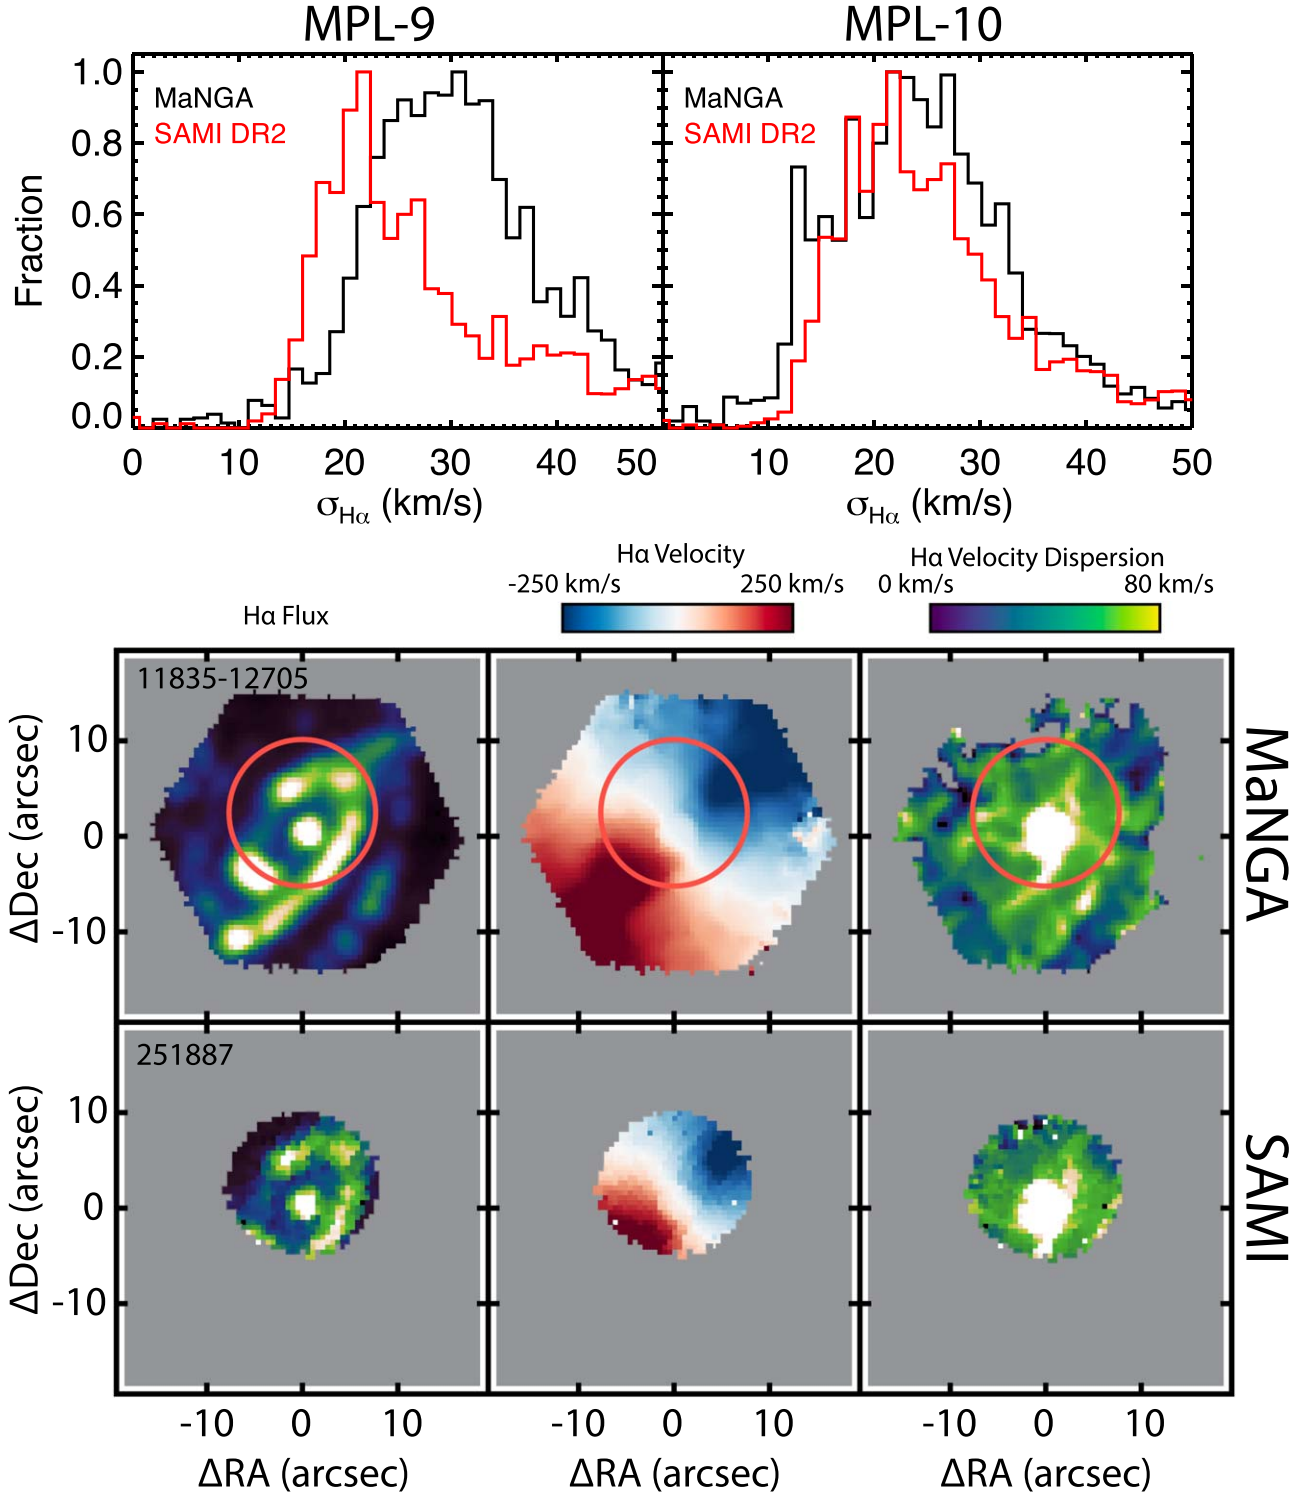 MPL-9 MPL-10
1.0 MaNGA MaNGA
SAMI DR2 SAMI DR2
0.8
0.6
0.4
0.2
0.0
Fraction
0 10 20 30 40 50 10 20 30 40 50
σHα (km/s) σHα (km/s)
Hα Flux
Hα Velocity
-250 km/s 250 km/s
Hα Velocity Dispersion
0 km/s 80 km/s
11835-12705
10
0
-10
ΔDec (arcsec)
MaNGA
251887
10
0
-10
ΔDec (arcsec)
SAMI
-10 0 10 -10 0 10 -10 0 10
ΔRA (arcsec) ΔRA (arcsec) ΔRA (arcsec)